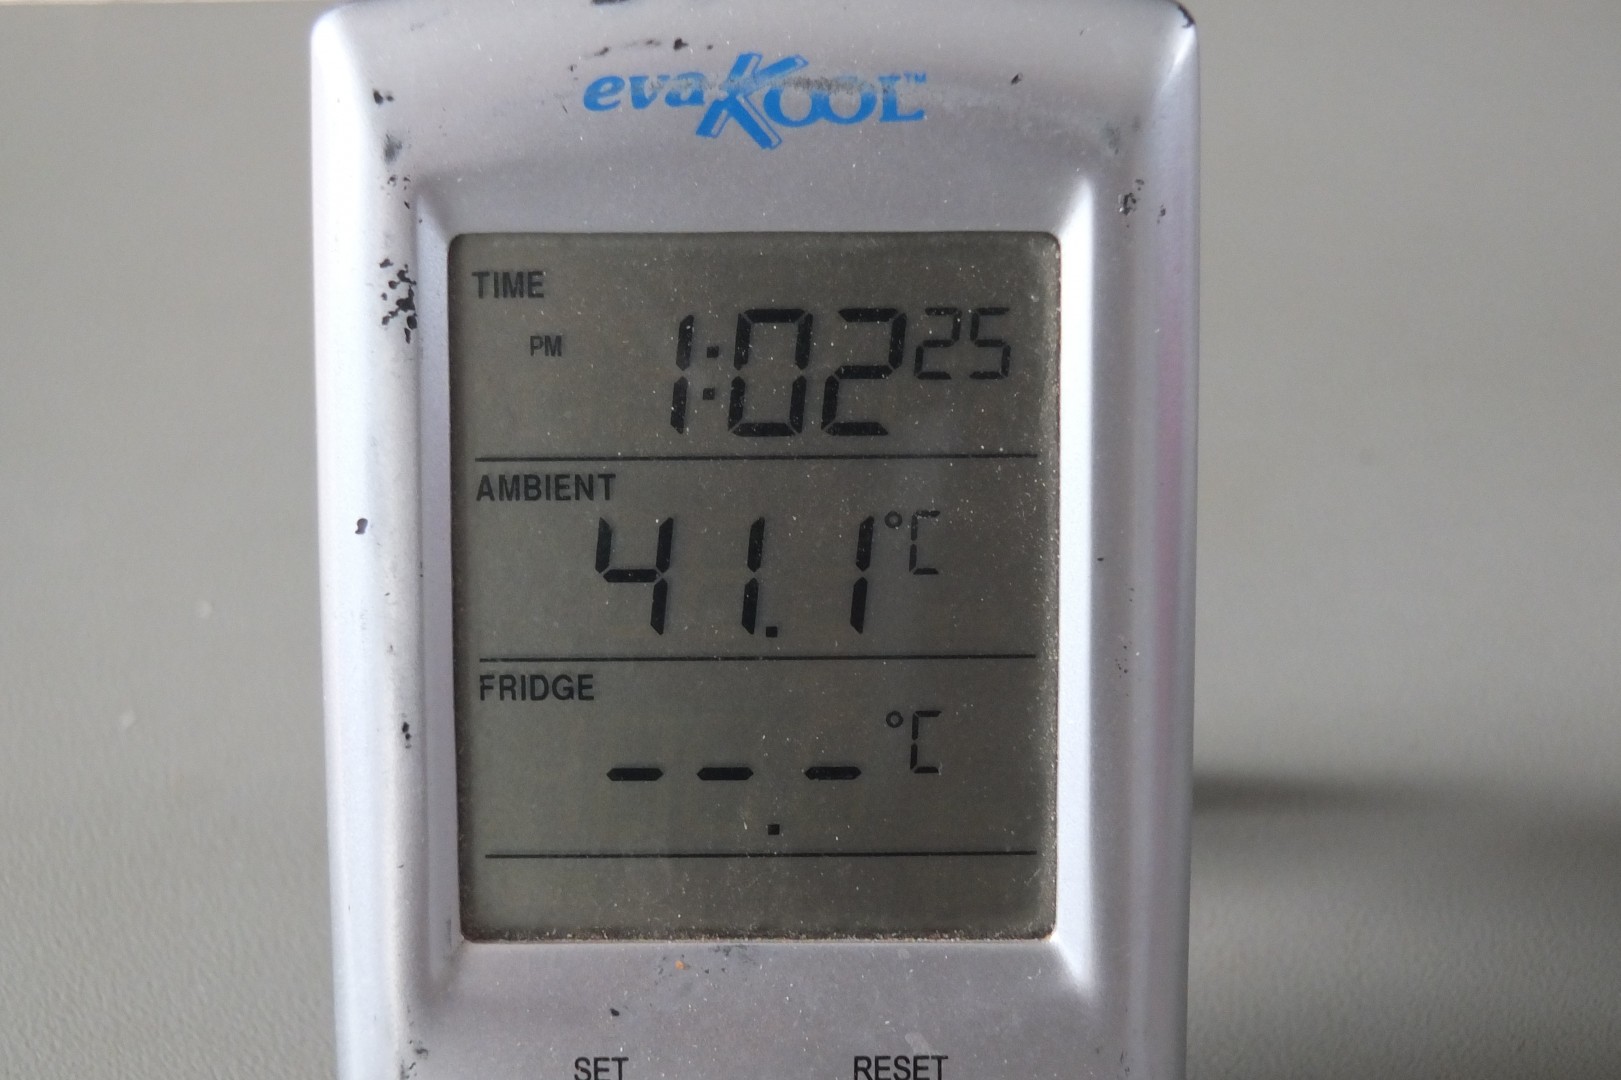 evaKOOL™
TIME
PM 1:02 25
AMBIENT
41.1 °C
FRIDGE
- - . - °C
SET RESET